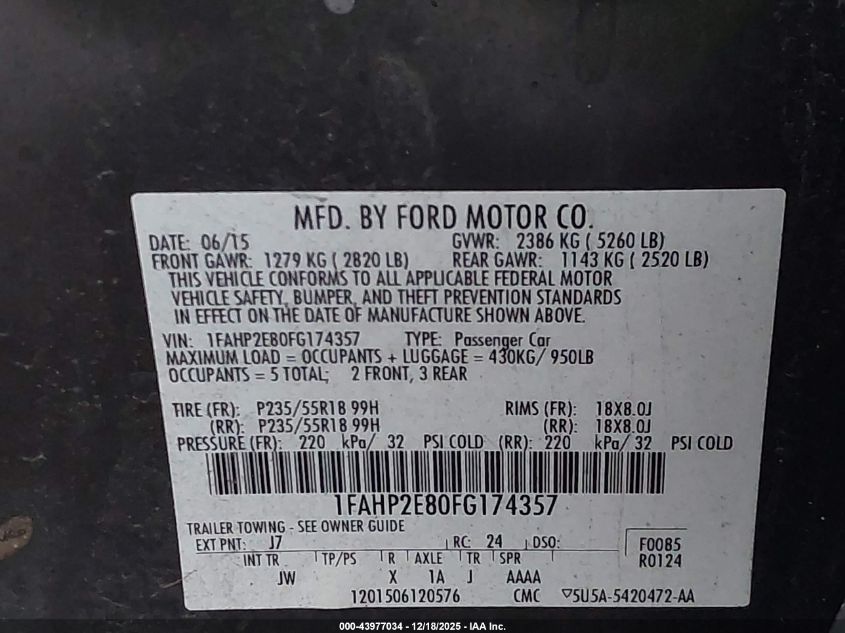 MFD. BY FORD MOTOR CO.
DATE: 06/15 GVWR: 2386 KG ( 5260 LB)
FRONT GAWR: 1279 KG ( 2820 LB) REAR GAWR: 1143 KG ( 2520 LB)
THIS VEHICLE CONFORMS TO ALL APPLICABLE FEDERAL MOTOR
VEHICLE SAFETY, BUMPER, AND THEFT PREVENTION STANDARDS
IN EFFECT ON THE DATE OF MANUFACTURE SHOWN ABOVE.
VIN: 1FAHP2E80FG174357 TYPE: Passenger Car
MAXIMUM LOAD = OCCUPANTS + LUGGAGE = 430KG/ 950LB
OCCUPANTS = 5 TOTAL; 2 FRONT, 3 REAR
TIRE (FR): P235/55R18 99H RIMS (FR): 18X8.0J
(RR): P235/55R18 99H (RR): 18X8.0J
PRESSURE (FR): 220 kPa/ 32 PSI COLD (RR): 220 kPa/ 32 PSI COLD
1FAHP2E80FG174357
TRAILER TOWING - SEE OWNER GUIDE
EXT PNT: J7 RC: 24 DSO: F0085
INT TR TP/PS R AXLE TR SPR R0124
JW X 1A J AAAA
1201506120576 CMC ▽5U5A-5420472-AA
000-43977034 - 12/18/2025 - IAA Inc.